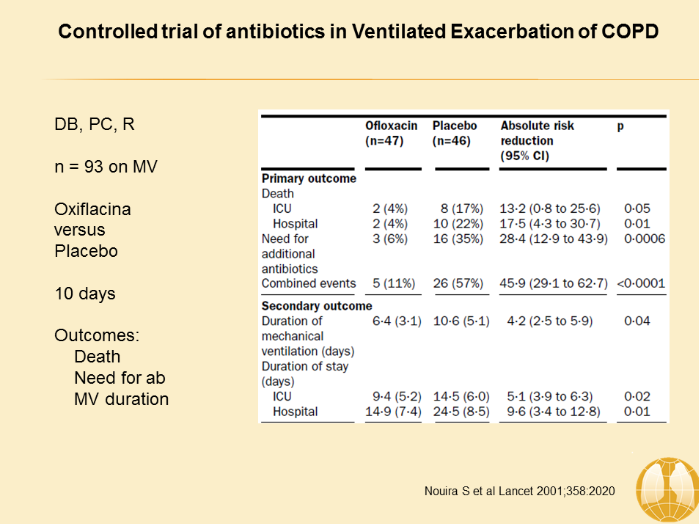 Controlled trial of antibiotics in Ventilated Exacerbation of COPD
DB, PC, R
n = 93 on MV
Oxiflacina
versus
Placebo
10 days
Outcomes:
Death
Need for ab
MV duration
Ofloxacin Placebo Absolute risk p
(n=47) (n=46) reduction
(95% CI)
Primary outcome
Death
ICU 2 (4%) 8 (17%) 13·2 (0·8 to 25·6) 0·05
Hospital 2 (4%) 10 (22%) 17·5 (4·3 to 30·7) 0·01
Need for 3 (6%) 16 (35%) 28·4 (12·9 to 43·9) 0·0006
additional
antibiotics
Combined events 5 (11%) 26 (57%) 45·9 (29·1 to 62·7) <0·0001
Secondary outcome
Duration of 6·4 (3·1) 10·6 (5·1) 4·2 (2·5 to 5·9) 0·04
mechanical
ventilation (days)
Duration of stay
(days)
ICU 9·4 (5·2) 14·5 (6·0) 5·1 (3·9 to 6·3) 0·02
Hospital 14·9 (7·4) 24·5 (8·5) 9·6 (3·4 to 12·8) 0·01
Nouira S et al Lancet 2001;358:2020